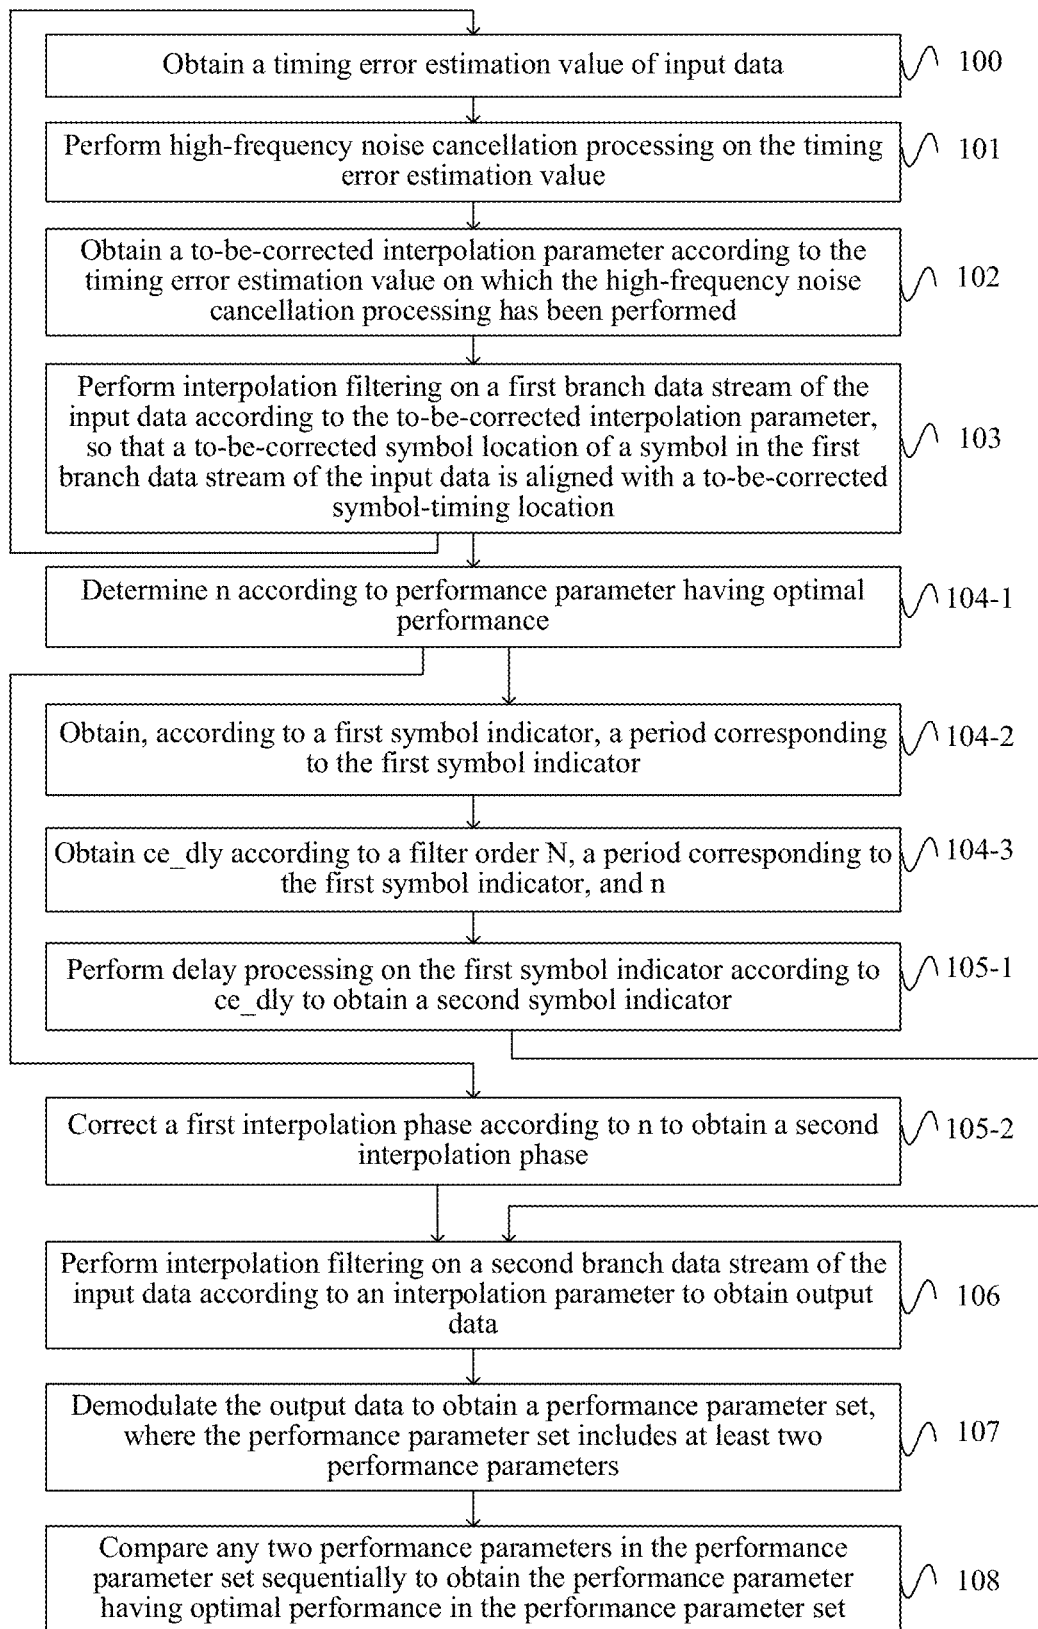 Obtain a timing error estimation value of input data
100
Perform high-frequency noise cancellation processing on the timing
error estimation value
101
Obtain a to-be-corrected interpolation parameter according to the
timing error estimation value on which the high-frequency noise
cancellation processing has been performed
102
Perform interpolation filtering on a first branch data stream of the
input data according to the to-be-corrected interpolation parameter,
so that a to-be-corrected symbol location of a symbol in the first
branch data stream of the input data is aligned with a to-be-corrected
symbol-timing location
103
Determine n according to performance parameter having optimal
performance
104-1
Obtain, according to a first symbol indicator, a period corresponding
to the first symbol indicator
104-2
Obtain ce_dly according to a filter order N, a period corresponding to
the first symbol indicator, and n
104-3
Perform delay processing on the first symbol indicator according to
ce_dly to obtain a second symbol indicator
105-1
Correct a first interpolation phase according to n to obtain a second
interpolation phase
105-2
Perform interpolation filtering on a second branch data stream of the
input data according to an interpolation parameter to obtain output
data
106
Demodulate the output data to obtain a performance parameter set,
where the performance parameter set includes at least two
performance parameters
107
Compare any two performance parameters in the performance
parameter set sequentially to obtain the performance parameter
having optimal performance in the performance parameter set
108